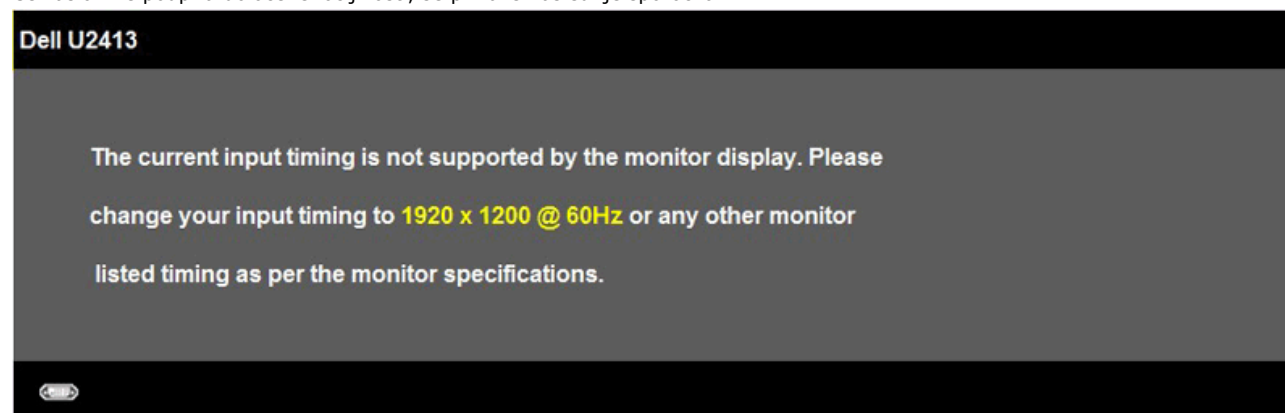 Dell U2413
The current input timing is not supported by the monitor display. Please
change your input timing to 1920 x 1200 @ 60Hz or any other monitor
listed timing as per the monitor specifications.